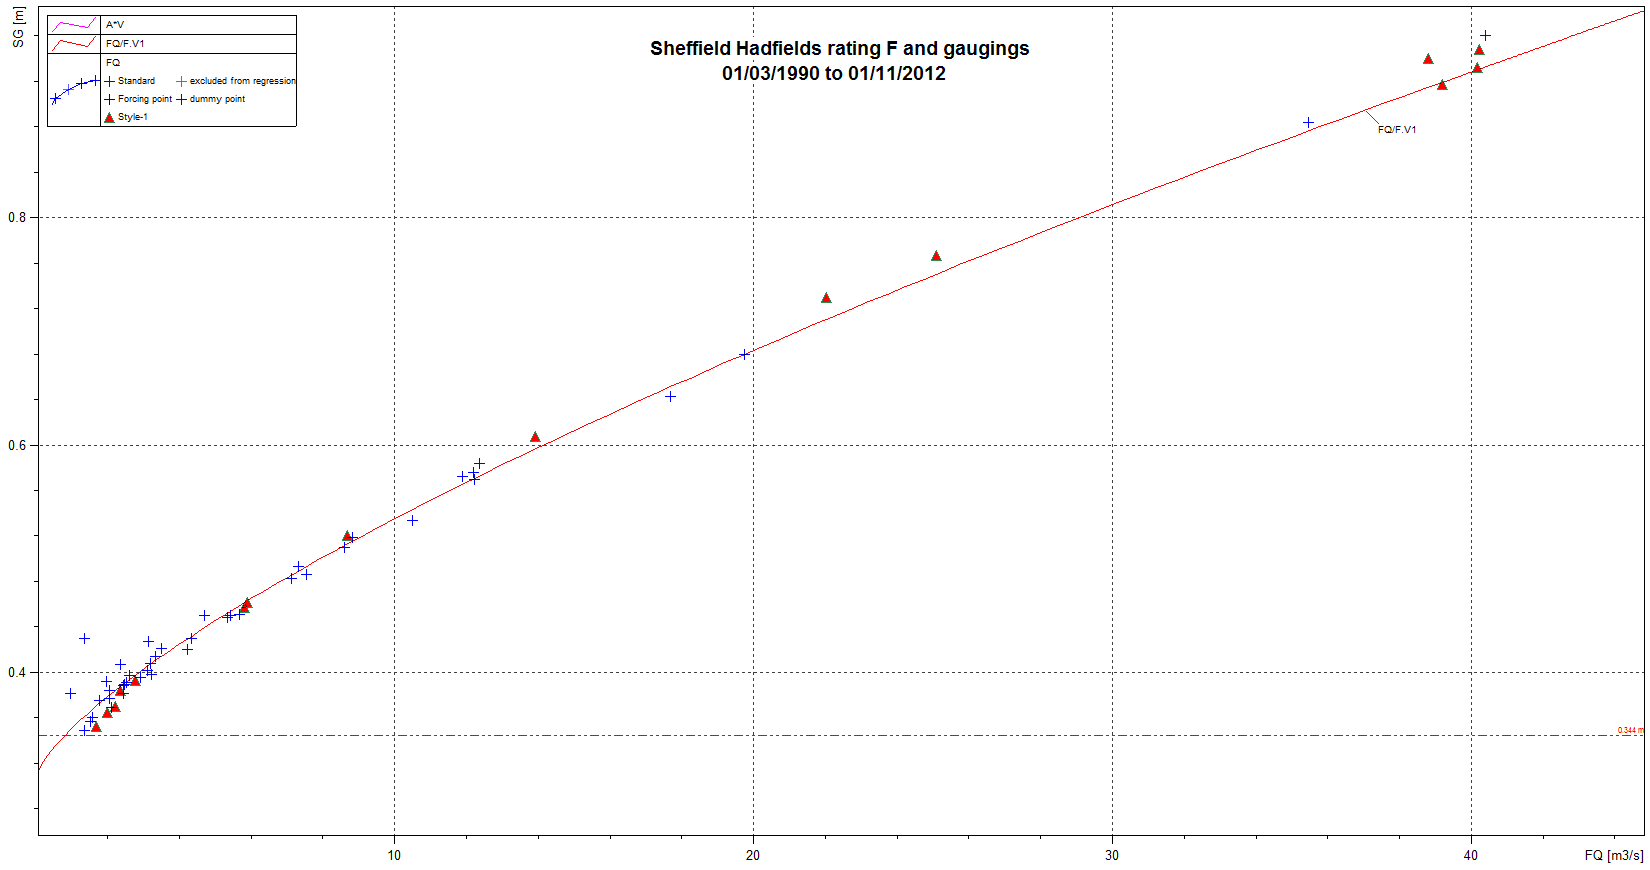 SG [m]
A*V
FQ/F.V1
FQ
Standard excluded from regression
Forcing point dummy point
Style-1
Sheffield Hadfields rating F and gaugings
01/03/1990 to 01/11/2012
FQ/F.V1
0.8
0.6
0.4
0.344 m
10 20 30 40 FQ [m3/s]